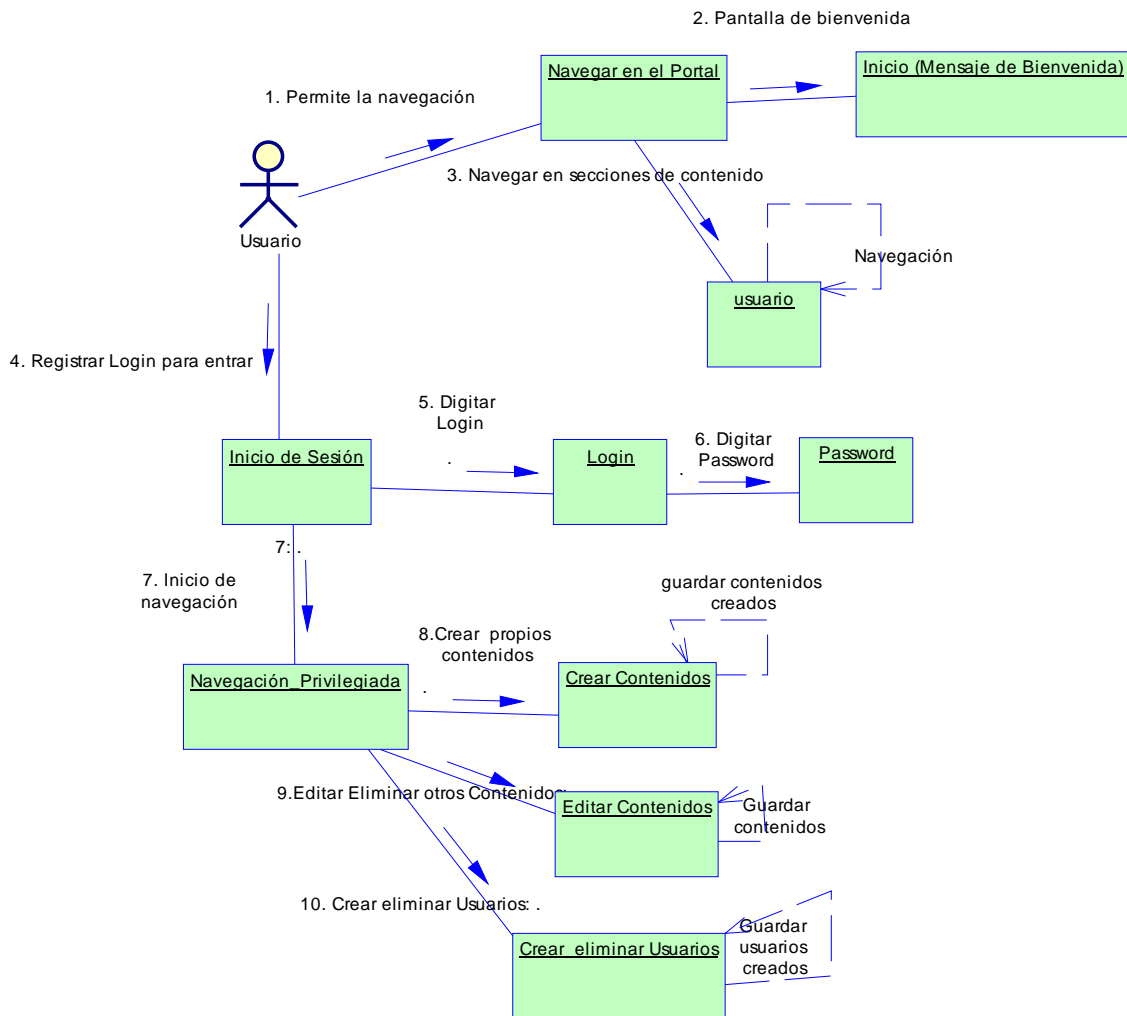 2. Pantalla de bienvenida
Navegar en el Portal
Inicio (Mensaje de Bienvenida)
1. Permite la navegación
3. Navegar en secciones de contenido
Usuario
Navegación
usuario
4. Registrar Login para entrar
5. Digitar
Login
.
6. Digitar
Password
.
Inicio de Sesión
Login
Password
7: .
7. Inicio de
navegación
guardar contenidos
creados
8.Crear propios
contenidos
.
Navegación_Privilegiada
Crear Contenidos
9.Editar Eliminar otros Contenidos:
Editar Contenidos
Guardar
contenidos
10. Crear eliminar Usuarios: .
Crear eliminar Usuarios
Guardar
usuarios
creados